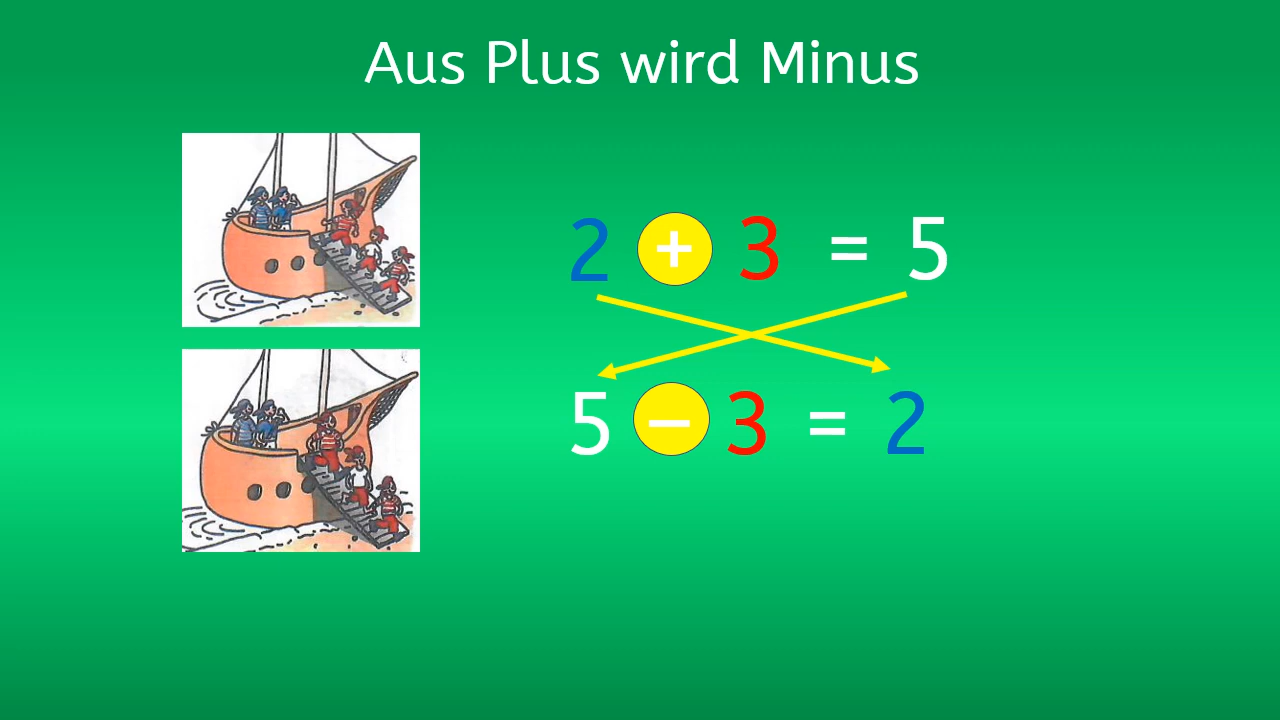 Aus Plus wird Minus
2 + 3 = 5
5 − 3 = 2